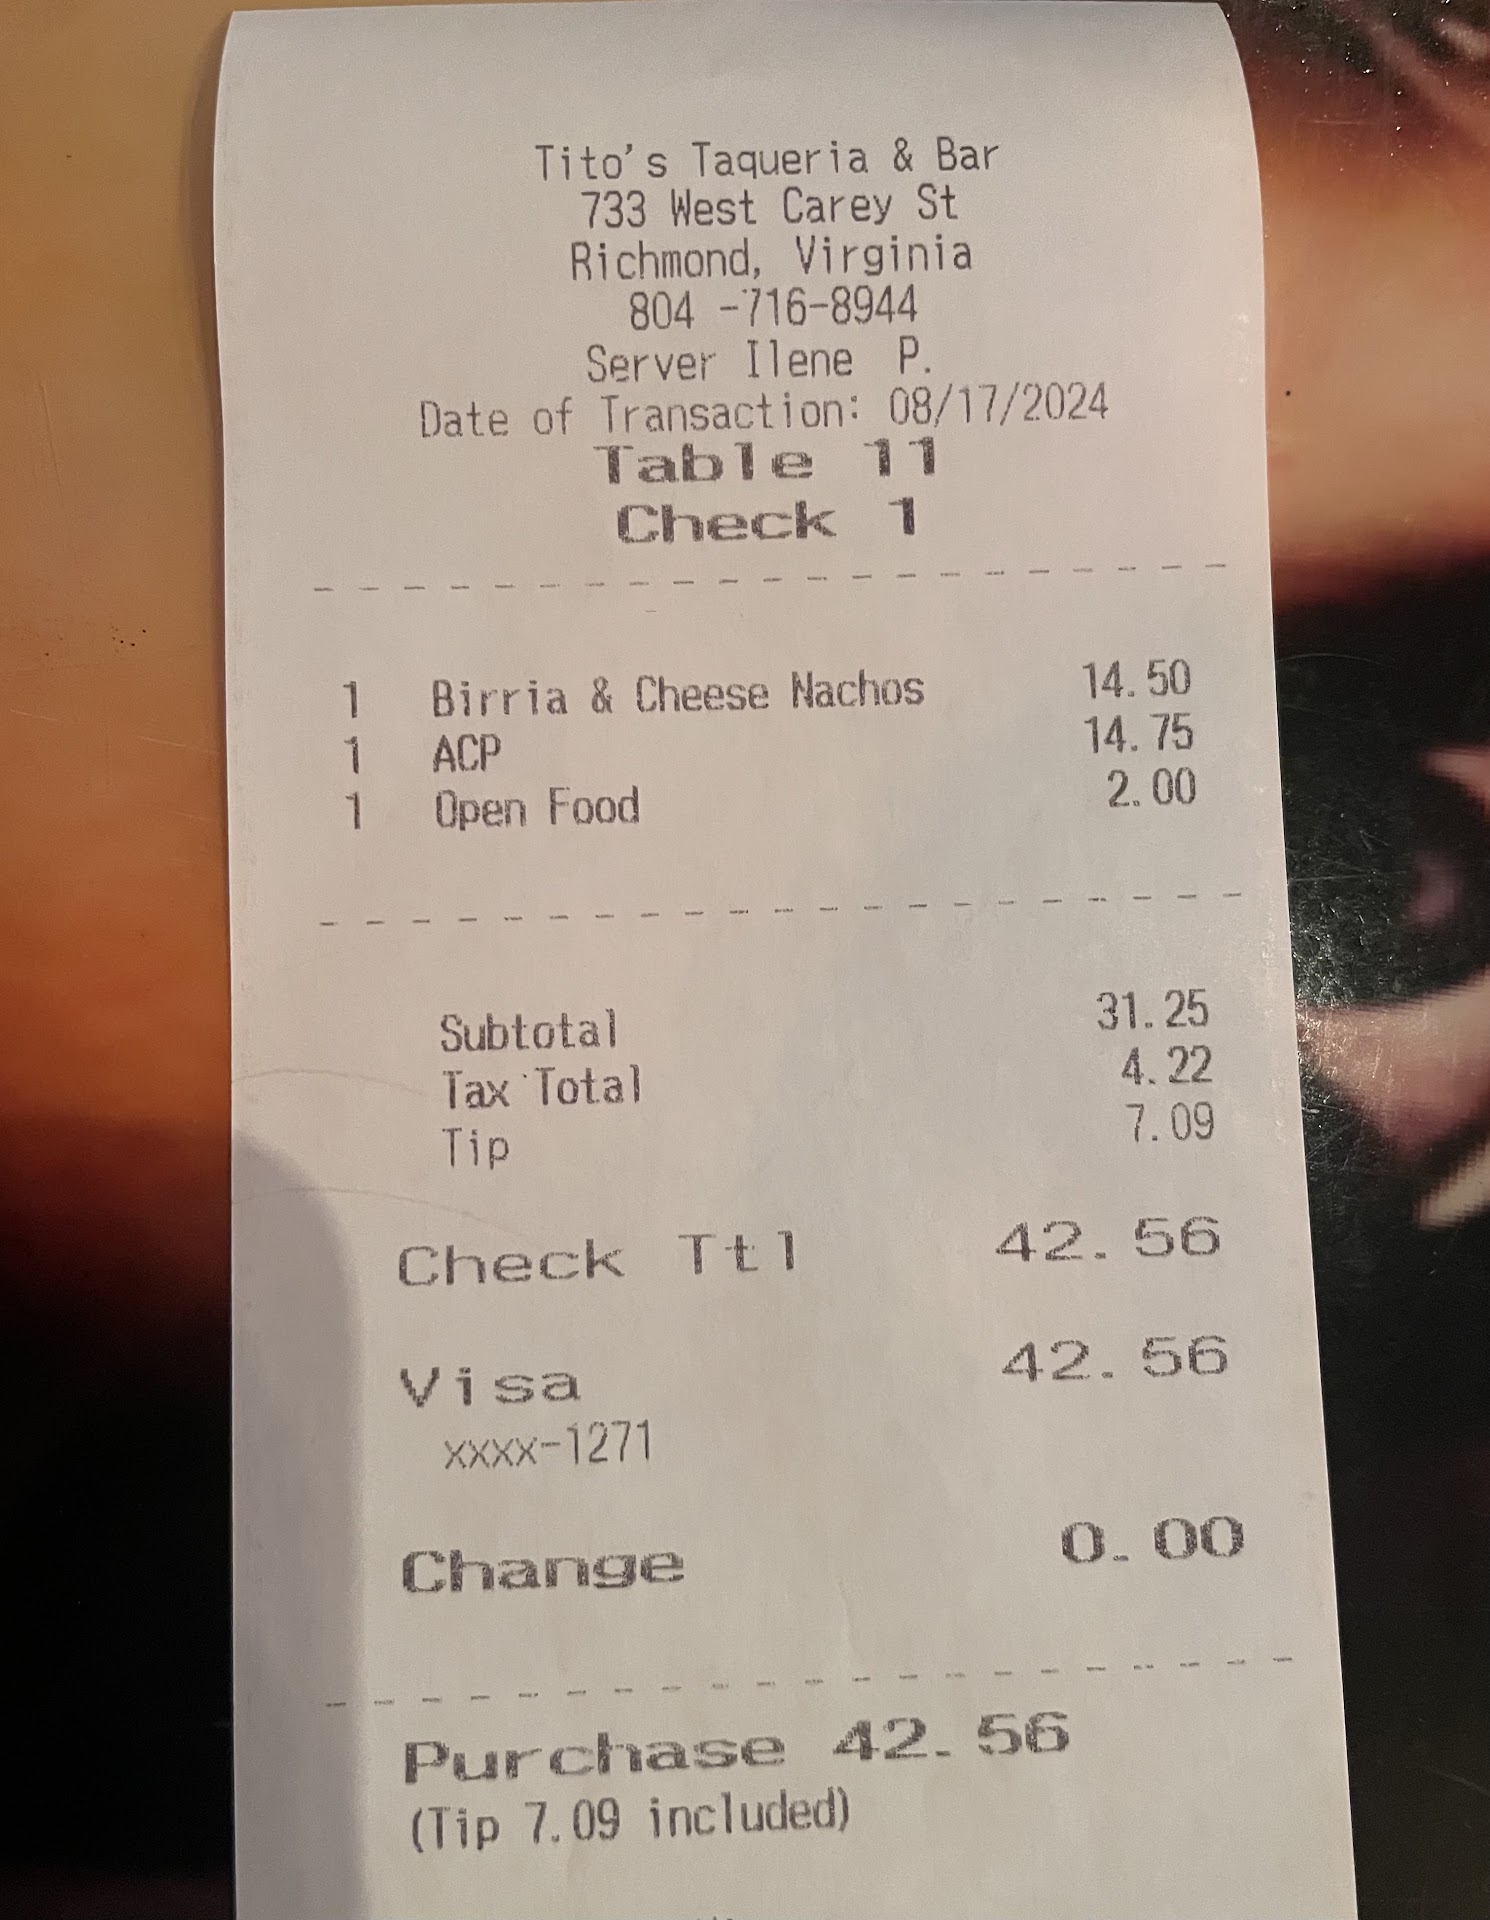 Tito's Taqueria & Bar
733 West Carey St
Richmond, Virginia
804 -716-8944
Server Ilene P.
Date of Transaction: 08/17/2024
Table 11
Check 1
1 Birria & Cheese Nachos 14.50
1 ACP 14.75
1 Open Food 2.00
Subtotal 31.25
Tax Total 4.22
Tip 7.09
Check Ttl 42.56
Visa 42.56
xxxx-1271
Change 0.00
Purchase 42.56
(Tip 7.09 included)